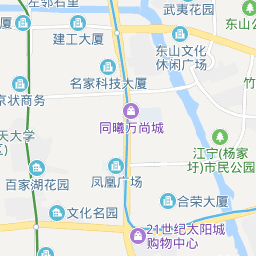 左邻右里
武夷花园
东山公
建工大厦
东山文化
休闲广场
名家科技大厦
竹
京状商务
同曦万尚城
天大学
区)
江宁(杨家
圩)市民公园
百家湖花园
凤凰广场
合荣大厦
文化名园
21世纪太阳城
购物中心